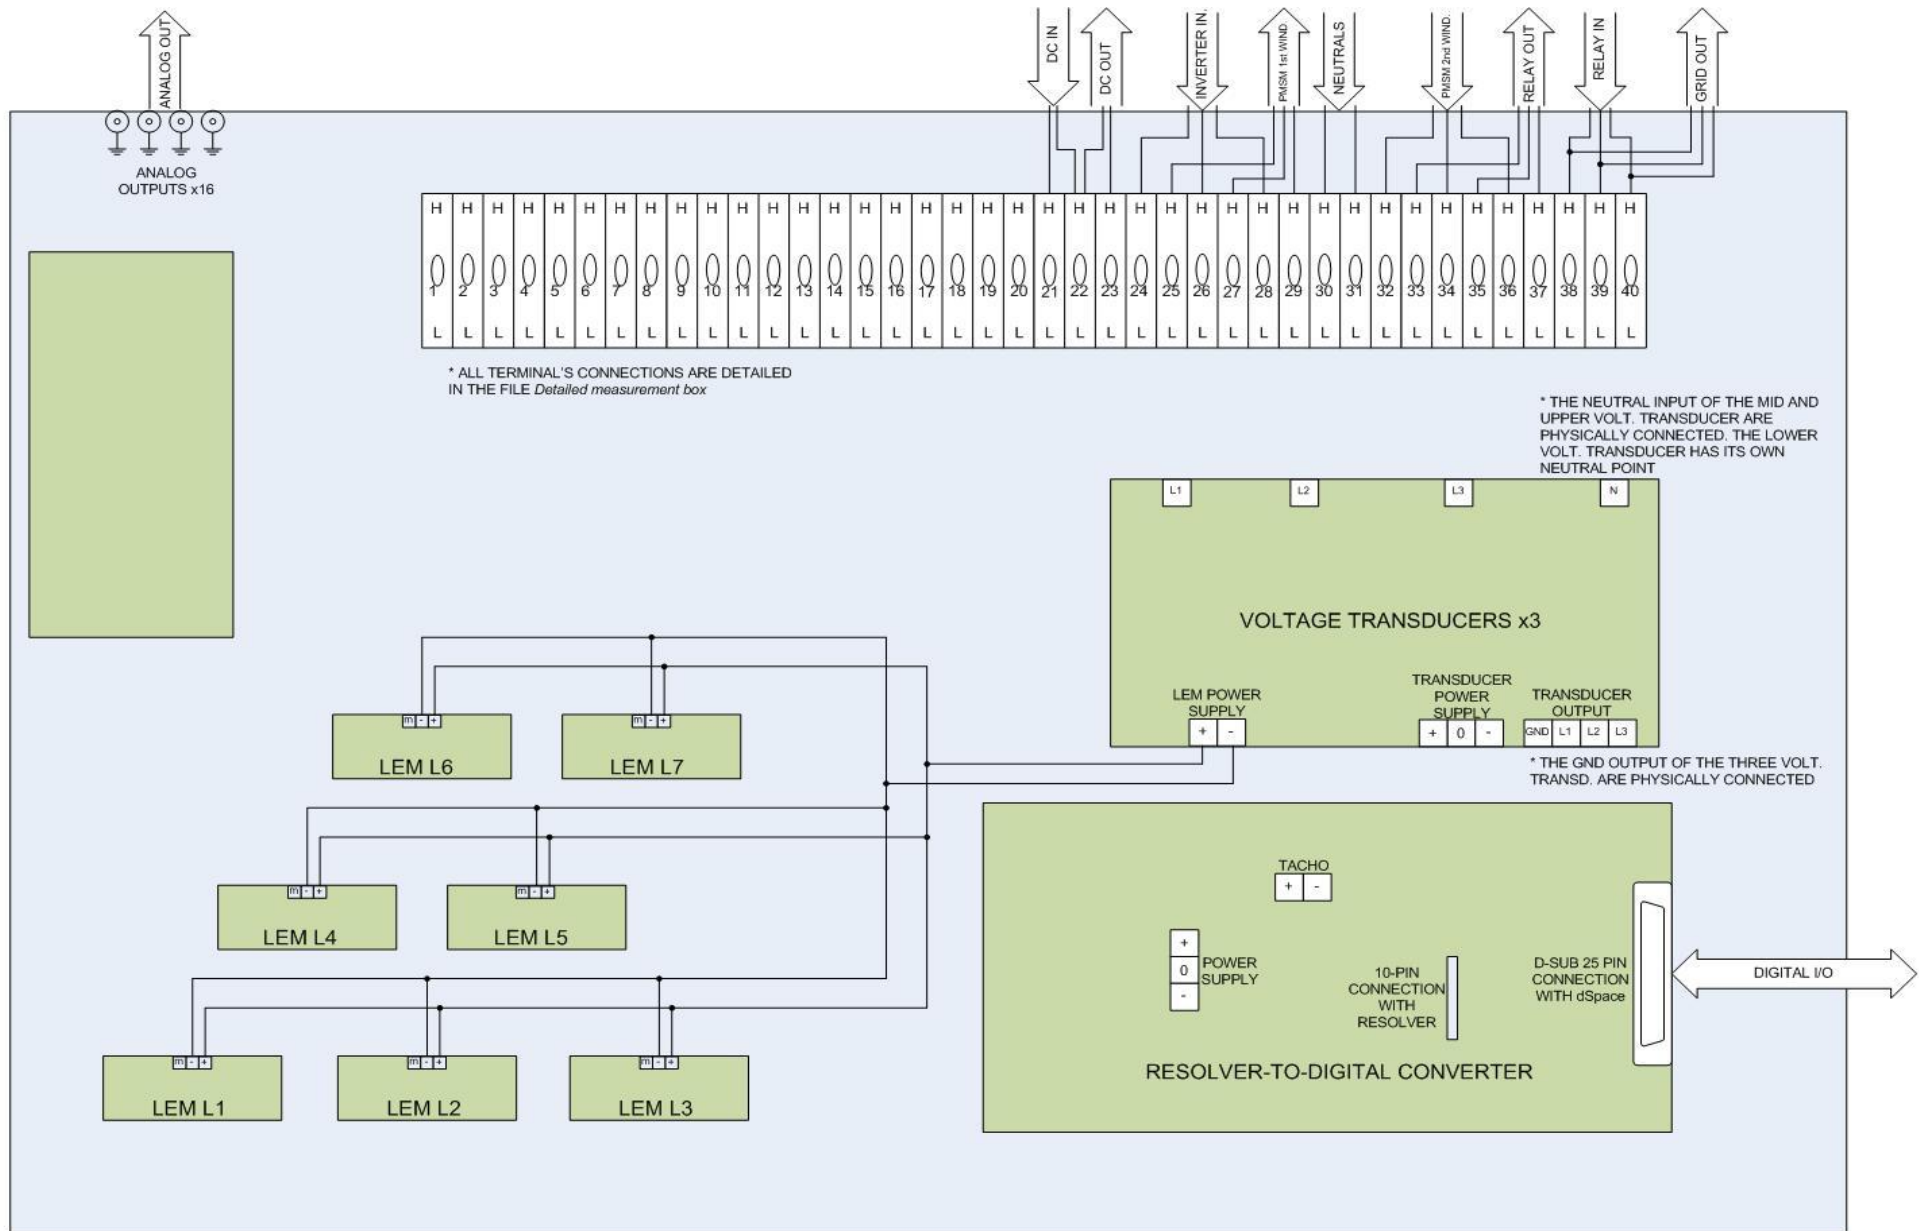 ANALOG OUT
DC IN
DC OUT
INVERTER IN.
PMSM 1st WIND.
NEUTRALS
PMSM 2nd WIND.
RELAY OUT
RELAY IN
GRID OUT
ANALOG
OUTPUTS x16
H H H H H H H H H H H H H H H H H H H H H H H H H H H H H H H H H H H H H H H H
1 2 3 4 5 6 7 8 9 10 11 12 13 14 15 16 17 18 19 20 21 22 23 24 25 26 27 28 29 30 31 32 33 34 35 36 37 38 39 40
L L L L L L L L L L L L L L L L L L L L L L L L L L L L L L L L L L L L L L L L
* ALL TERMINAL'S CONNECTIONS ARE DETAILED
IN THE FILE Detailed measurement box
* THE NEUTRAL INPUT OF THE MID AND
UPPER VOLT. TRANSDUCER ARE
PHYSICALLY CONNECTED. THE LOWER
VOLT. TRANSDUCER HAS ITS OWN
NEUTRAL POINT
L1 L2 L3 N
VOLTAGE TRANSDUCERS x3
LEM POWER
SUPPLY
+ -
TRANSDUCER
POWER
SUPPLY
+ 0 -
TRANSDUCER
OUTPUT
GND L1 L2 L3
* THE GND OUTPUT OF THE THREE VOLT.
TRANSD. ARE PHYSICALLY CONNECTED
m - +
LEM L6
m - +
LEM L7
m - +
LEM L4
m - +
LEM L5
m - +
LEM L1
m - +
LEM L2
m - +
LEM L3
TACHO
+ -
+
0
-
POWER
SUPPLY
10-PIN
CONNECTION
WITH
RESOLVER
D-SUB 25 PIN
CONNECTION
WITH dSpace
DIGITAL I/O
RESOLVER-TO-DIGITAL CONVERTER